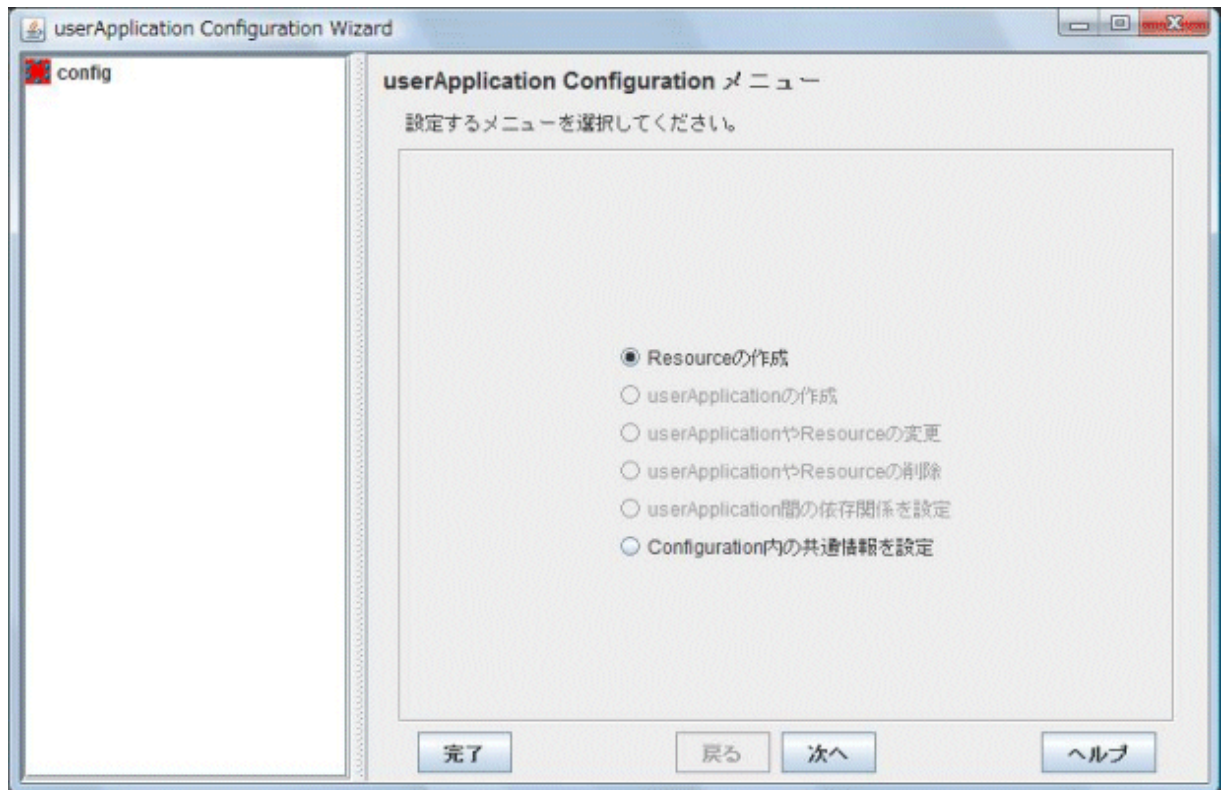 userApplication Configuration Wizard
config
userApplication Configuration メニュー
設定するメニューを選択してください。
Resourceの作成
userApplicationの作成
userApplicationやResourceの変更
userApplicationやResourceの削除
userApplication間の依存関係を設定
Configuration内の共通情報を設定
完了 戻る 次へ ヘルプ